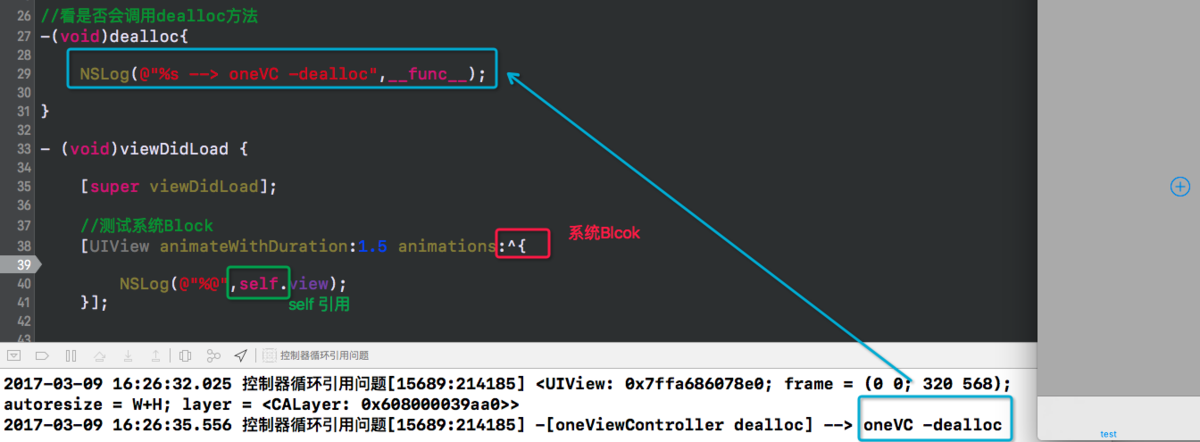 26 //看是否会调用dealloc方法
27 -(void)dealloc{
28
29 NSLog(@"%s --> oneVC -dealloc",__func__);
30
31 }
32
33 - (void)viewDidLoad {
34
35 [super viewDidLoad];
36
37 //测试系统Block
38 [UIView animateWithDuration:1.5 animations:^{ 系统Blcok
39
40 NSLog(@"%@",self.view);
41 }]; self 引用
42
43
控制器循环引用问题
2017-03-09 16:26:32.025 控制器循环引用问题[15689:214185] <UIView: 0x7ffa686078e0; frame = (0 0; 320 568);
autoresize = W+H; layer = <CALayer: 0x608000039aa0>>
2017-03-09 16:26:35.556 控制器循环引用问题[15689:214185] -[oneViewController dealloc] --> oneVC -dealloc
test